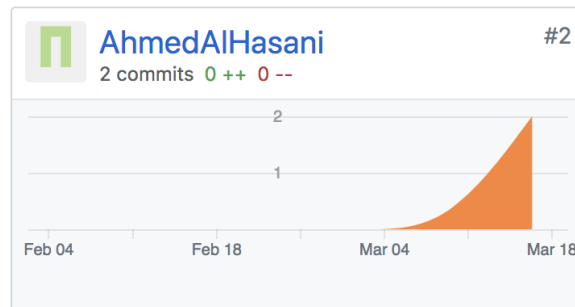 AhmedAlHasani #2
2 commits 0 ++ 0 --
2
1
Feb 04 Feb 18 Mar 04 Mar 18